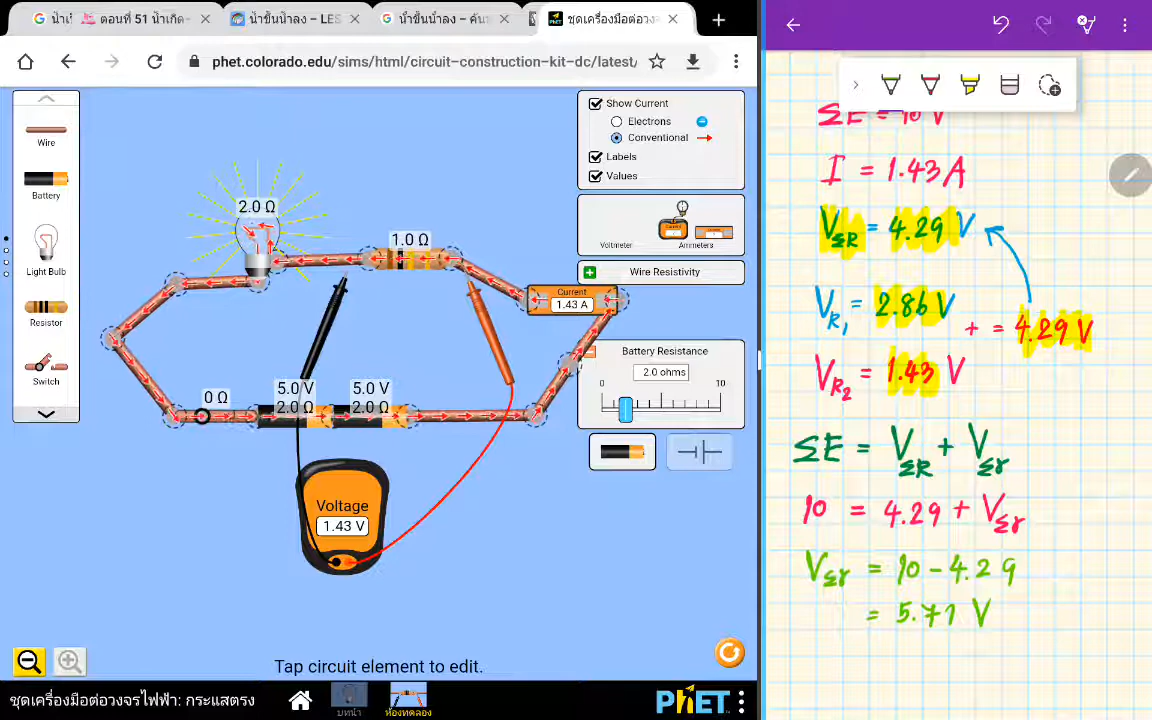 น้ำเ
ตอนที่ 51 น้ำเกิด-
น้ำขึ้นน้ำลง – LES
น้ำขึ้นน้ำลง – ค้น
ชุดเครื่องมือต่อวงจ
phet.colorado.edu/sims/html/circuit-construction-kit-dc/latest/
Wire
Battery
Light Bulb
Resistor
Switch
2.0 Ω
1.0 Ω
Current
1.43 A
0 Ω
5.0 V
2.0 Ω
5.0 V
2.0 Ω
Voltage
1.43 V
Show Current
Electrons
Conventional
Labels
Values
Voltmeter
Ammeters
Wire Resistivity
Battery Resistance
2.0 ohms
0
10
Tap circuit element to edit.
ชุดเครื่องมือต่อวงจรไฟฟ้า: กระแสตรง
บทนำ
ห้องทดลอง
PhET
ΣE = 10 V
I = 1.43 A
VΣR = 4.29 V
VR1 = 2.86 V
+ = 4.29 V
VR2 = 1.43 V
ΣE = VΣR + VΣr
10 = 4.29 + VΣr
VΣr = 10 - 4.29
= 5.71 V